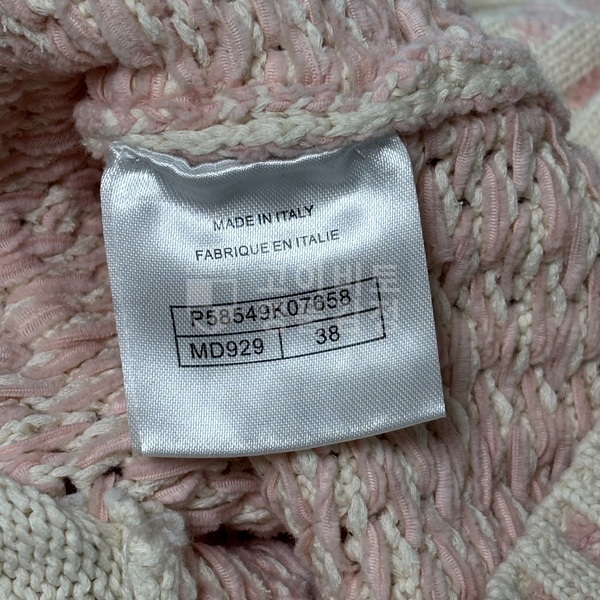 MADE IN ITALY
FABRIQUE EN ITALIE
P58549K07658
MD929 38